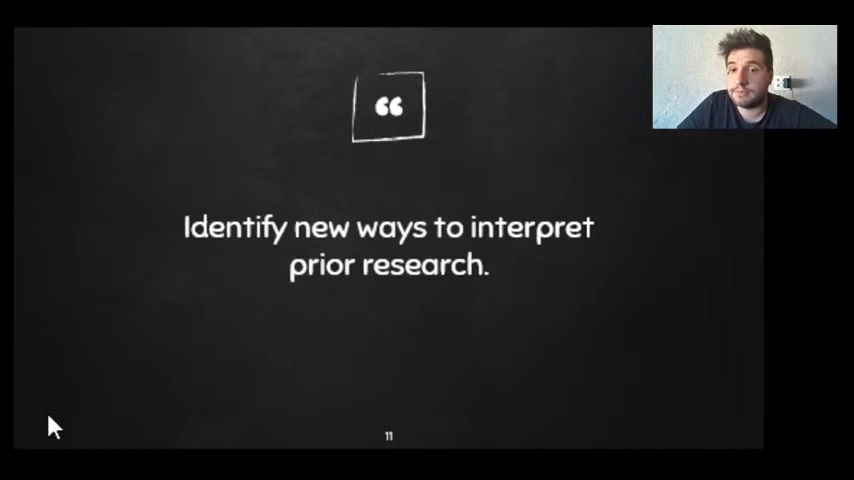 “
Identify new ways to interpret
prior research.
11